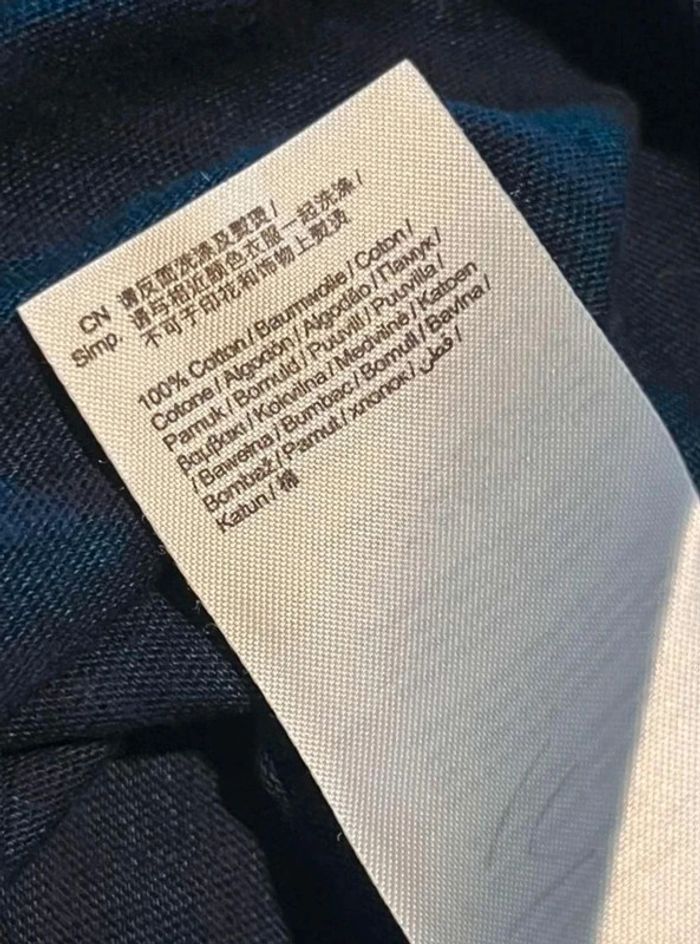 CN 请反面洗涤及熨烫/
Simp. 请与相近颜色衣服一起洗涤/
不可于印花和饰物上熨烫
100% Cotton / Baumwolle / Coton /
Cotone / Algodón / Algodão / Памук /
Pamuk / Bomuld / Puuvill / Puuvilla /
Βαμβάκι / Kokvilna / Medvilnė / Katoen
/ Bawełna / Bumbac / Bomull / Bavlna /
Bombaž / Pamut / хлопок / قطن /
Katun / 棉